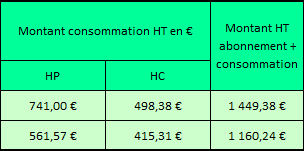 Montant consommation HT en €
Montant HT
abonnement +
consommation
HP HC
741,00 € 498,38 € 1 449,38 €
561,57 € 415,31 € 1 160,24 €